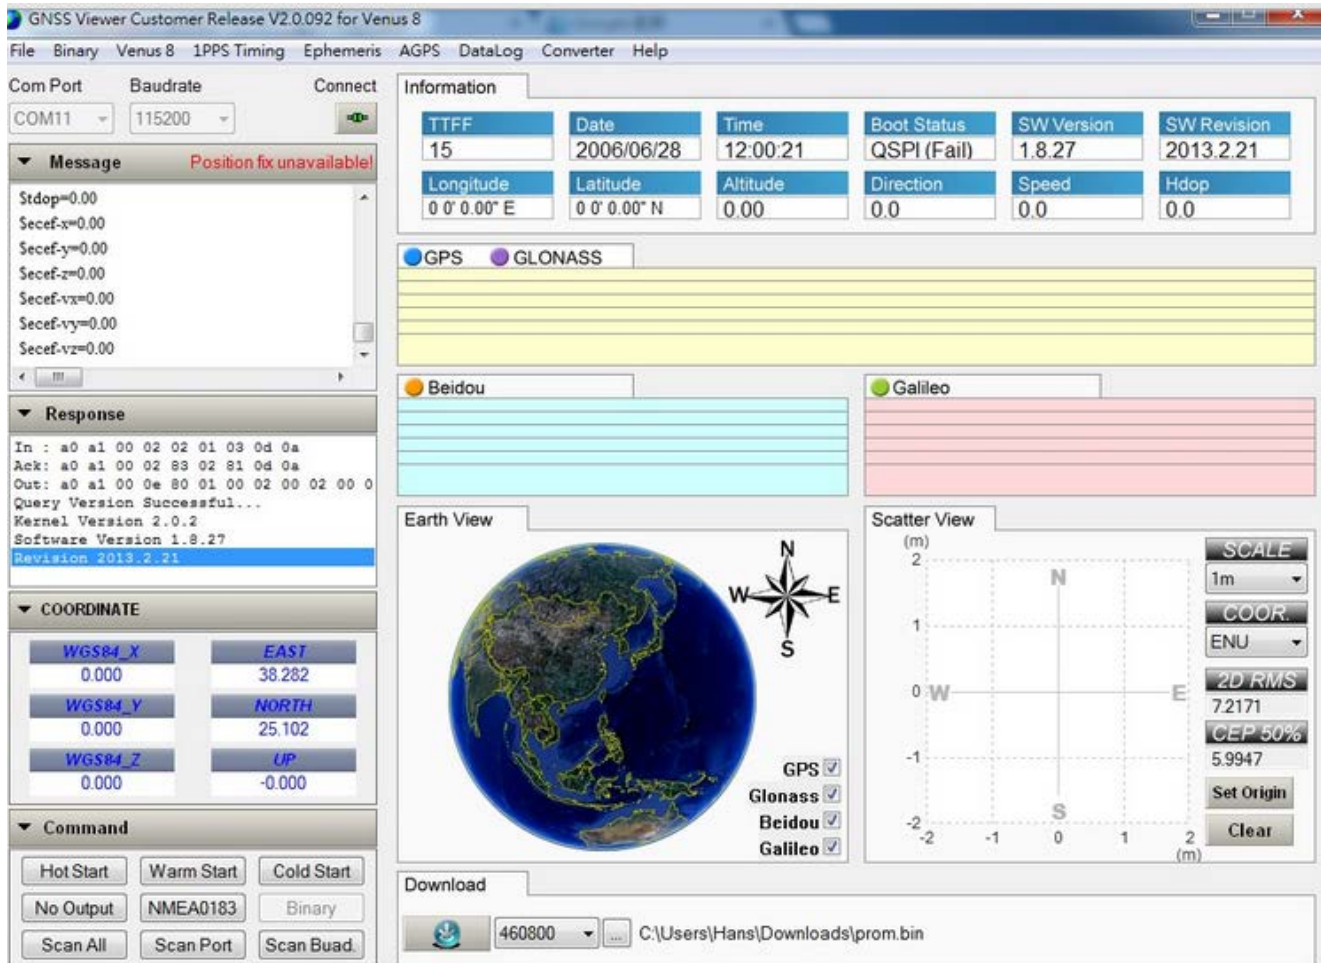 GNSS Viewer Customer Release V2.0.092 for Venus 8
File Binary Venus 8 1PPS Timing Ephemeris AGPS DataLog Converter Help
Com Port Baudrate Connect
COM11 115200
Message Position fix unavailable!
$tdop=0.00
$ecef-x=0.00
$ecef-y=0.00
$ecef-z=0.00
$ecef-vx=0.00
$ecef-vy=0.00
$ecef-vz=0.00
Response
In : a0 a1 00 02 02 01 03 0d 0a
Ack: a0 a1 00 02 83 02 81 0d 0a
Out: a0 a1 00 0e 80 01 00 02 00 02 00 0
Query Version Successful...
Kernel Version 2.0.2
Software Version 1.8.27
Revision 2013.2.21
COORDINATE
WGS84_X EAST
0.000 38.282
WGS84_Y NORTH
0.000 25.102
WGS84_Z UP
0.000 -0.000
Command
Hot Start Warm Start Cold Start
No Output NMEA0183 Binary
Scan All Scan Port Scan Buad.
Information
TTFF Date Time Boot Status SW Version SW Revision
15 2006/06/28 12:00:21 QSPI (Fail) 1.8.27 2013.2.21
Longitude Latitude Altitude Direction Speed Hdop
0 0' 0.00" E 0 0' 0.00" N 0.00 0.0 0.0 0.0
GPS GLONASS
Beidou
Galileo
Earth View
N
W E
S
GPS
Glonass
Beidou
Galileo
Scatter View
(m)
2
1
0
-1
-2
N
W E
S
-2 -1 0 1 2
(m)
SCALE
1m
COOR.
ENU
2D RMS
7.2171
CEP 50%
5.9947
Set Origin
Clear
Download
460800 ... C:\Users\Hans\Downloads\prom.bin